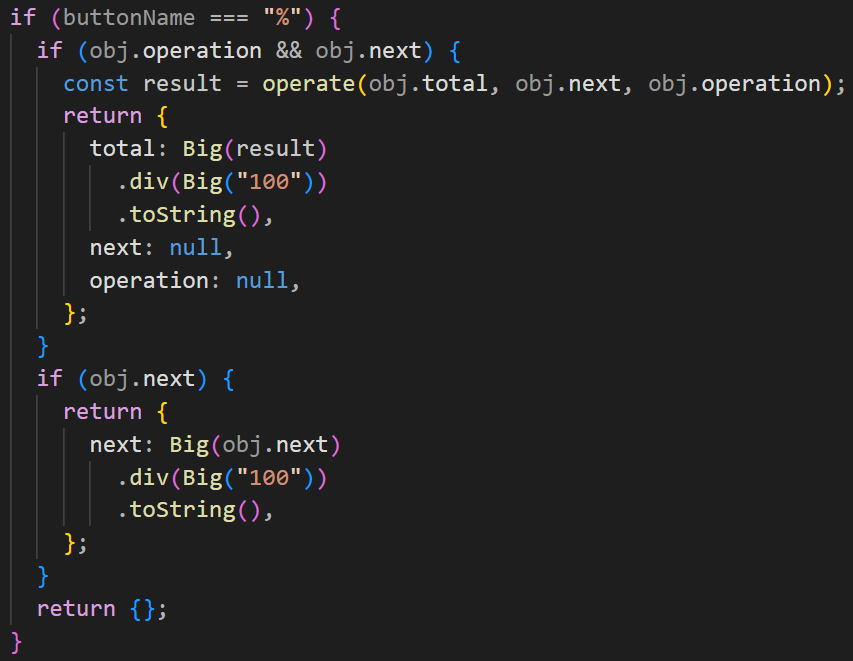 if (buttonName === "%") {
  if (obj.operation && obj.next) {
    const result = operate(obj.total, obj.next, obj.operation);
    return {
      total: Big(result)
        .div(Big("100"))
        .toString(),
      next: null,
      operation: null,
    };
  }
  if (obj.next) {
    return {
      next: Big(obj.next)
        .div(Big("100"))
        .toString(),
    };
  }
  return {};
}